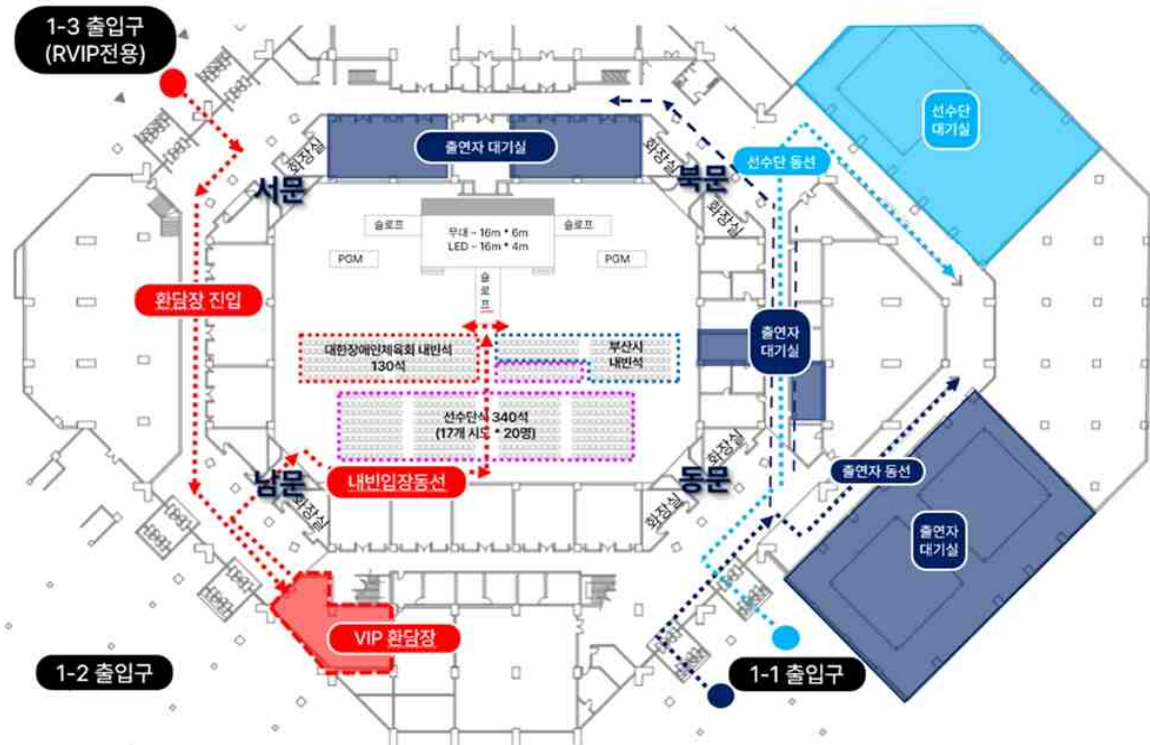 1-3 출입구
(RVIP전용)
선수단
대기실
출연자 대기실
화장실
화장실
선수단 동선
서문
북문
화장실
슬로프
무대 - 16m * 6m
LED - 16m * 4m
슬로프
PGM
PGM
슬로프
환담장 진입
출연자
대기실
대한장애인체육회 내빈석
130석
부산시
내빈석
선수단석 340석
(17개 시도 * 20명)
남문
내빈입장동선
동문
화장실
화장실
화장실
출연자 동선
출연자
대기실
VIP 환담장
1-2 출입구
1-1 출입구